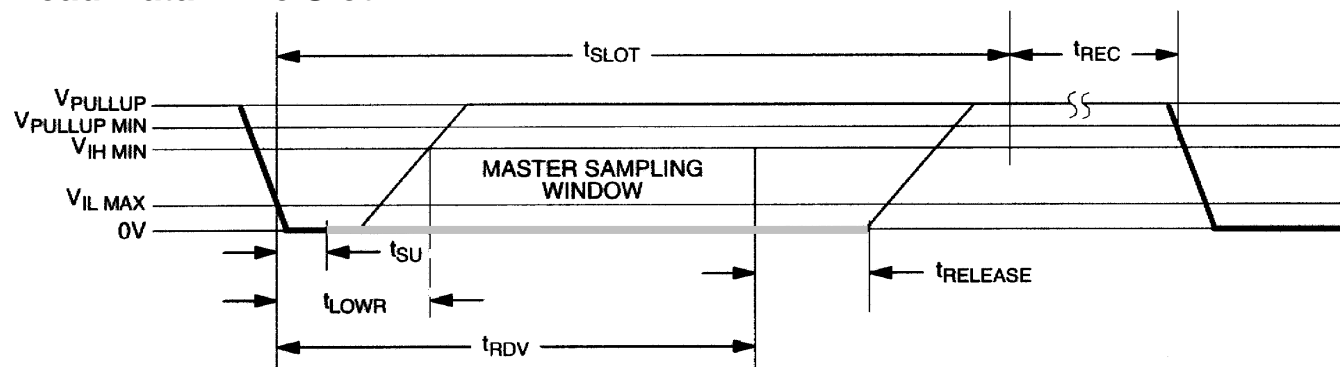 tSLOT
tREC
VPULLUP
VPULLUP MIN
VIH MIN
MASTER SAMPLING
WINDOW
VIL MAX
0V
tSU
tRELEASE
tLOWR
tRDV